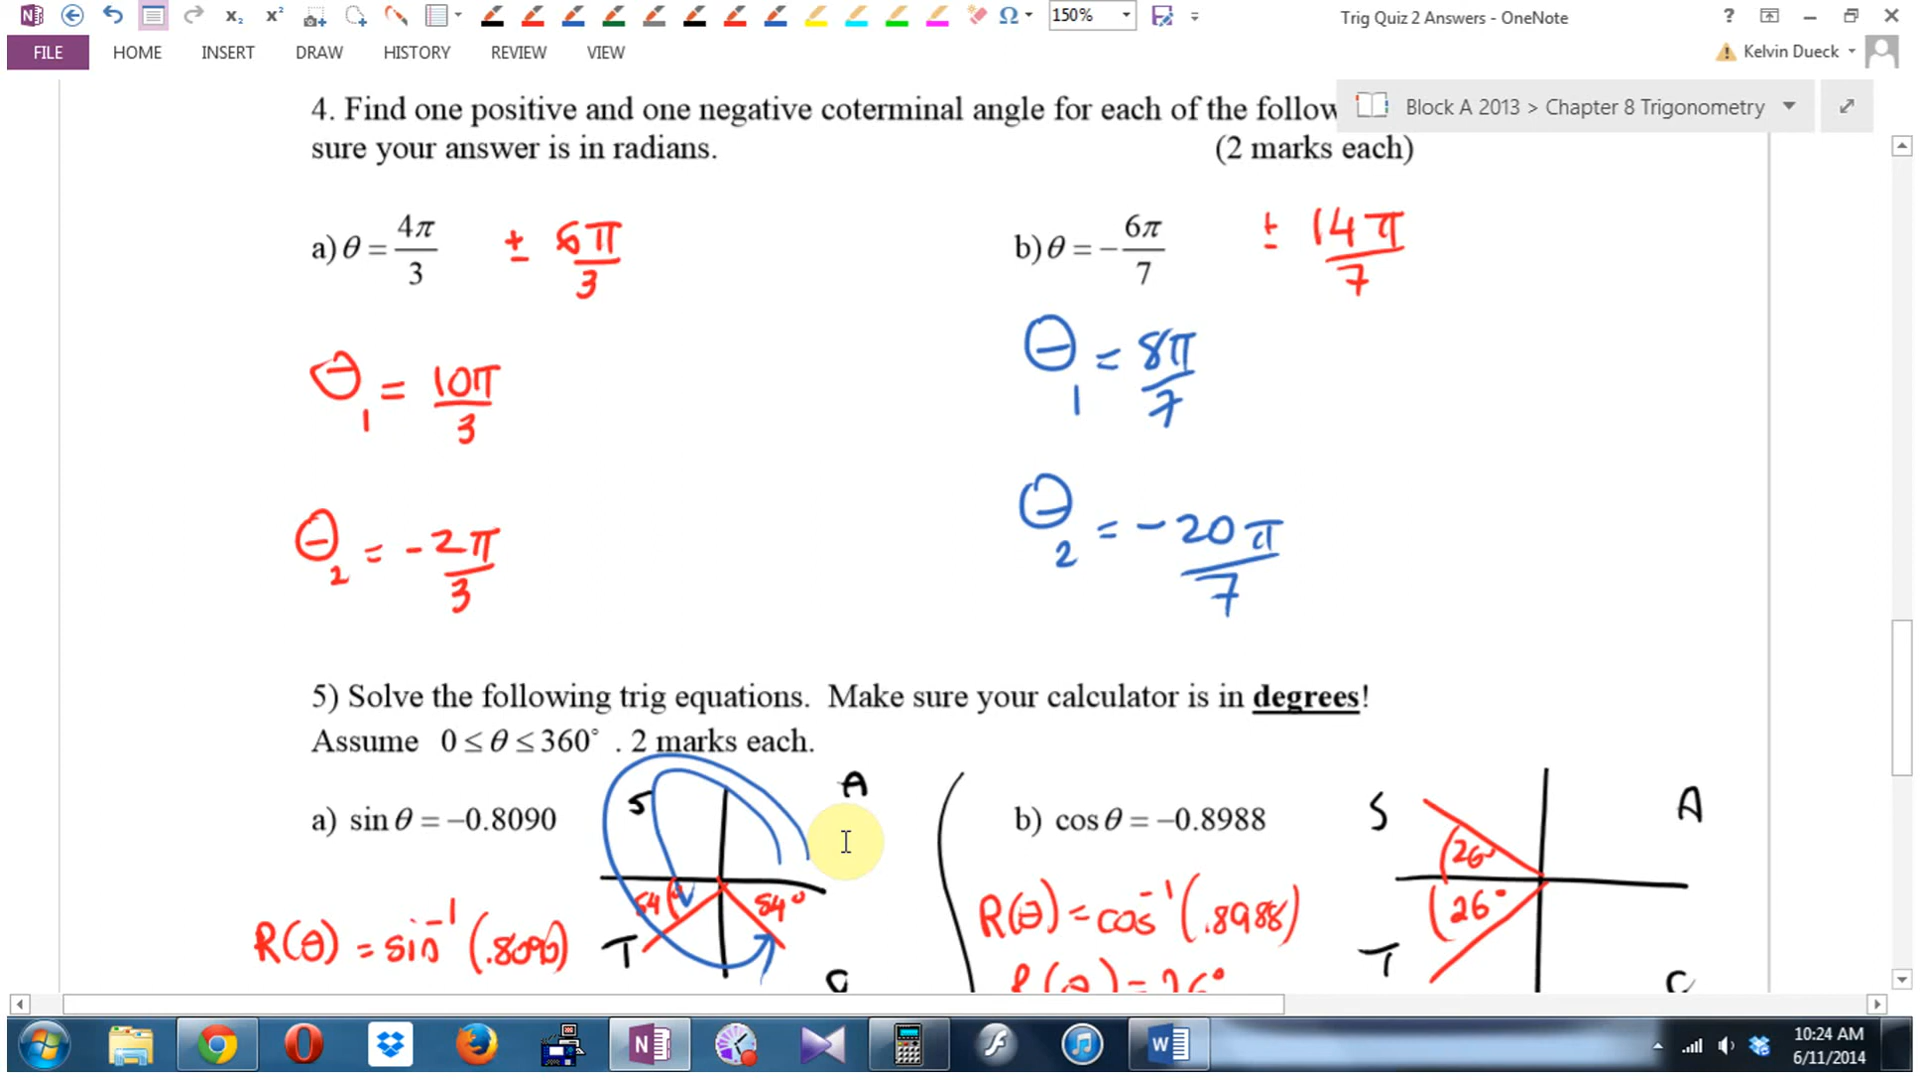 150%
Trig Quiz 2 Answers - OneNote
FILE HOME INSERT DRAW HISTORY REVIEW VIEW
Kelvin Dueck
Block A 2013 > Chapter 8 Trigonometry
4. Find one positive and one negative coterminal angle for each of the follow
sure your answer is in radians. (2 marks each)
a) θ = 4π/3 ± 6π/3
b) θ = −6π/7 ± 14π/7
θ₁ = 10π/3
θ₁ = 8π/7
θ₂ = -2π/3
θ₂ = -20π/7
5) Solve the following trig equations. Make sure your calculator is in degrees!
Assume 0 ≤ θ ≤ 360° . 2 marks each.
a) sin θ = −0.8090
S A
54 54°
T C
R(θ) = sin⁻¹(.8090)
b) cos θ = −0.8988
S A
26°
26°
T C
R(θ) = cos⁻¹(.8988)
R(θ) = 26°
10:24 AM
6/11/2014